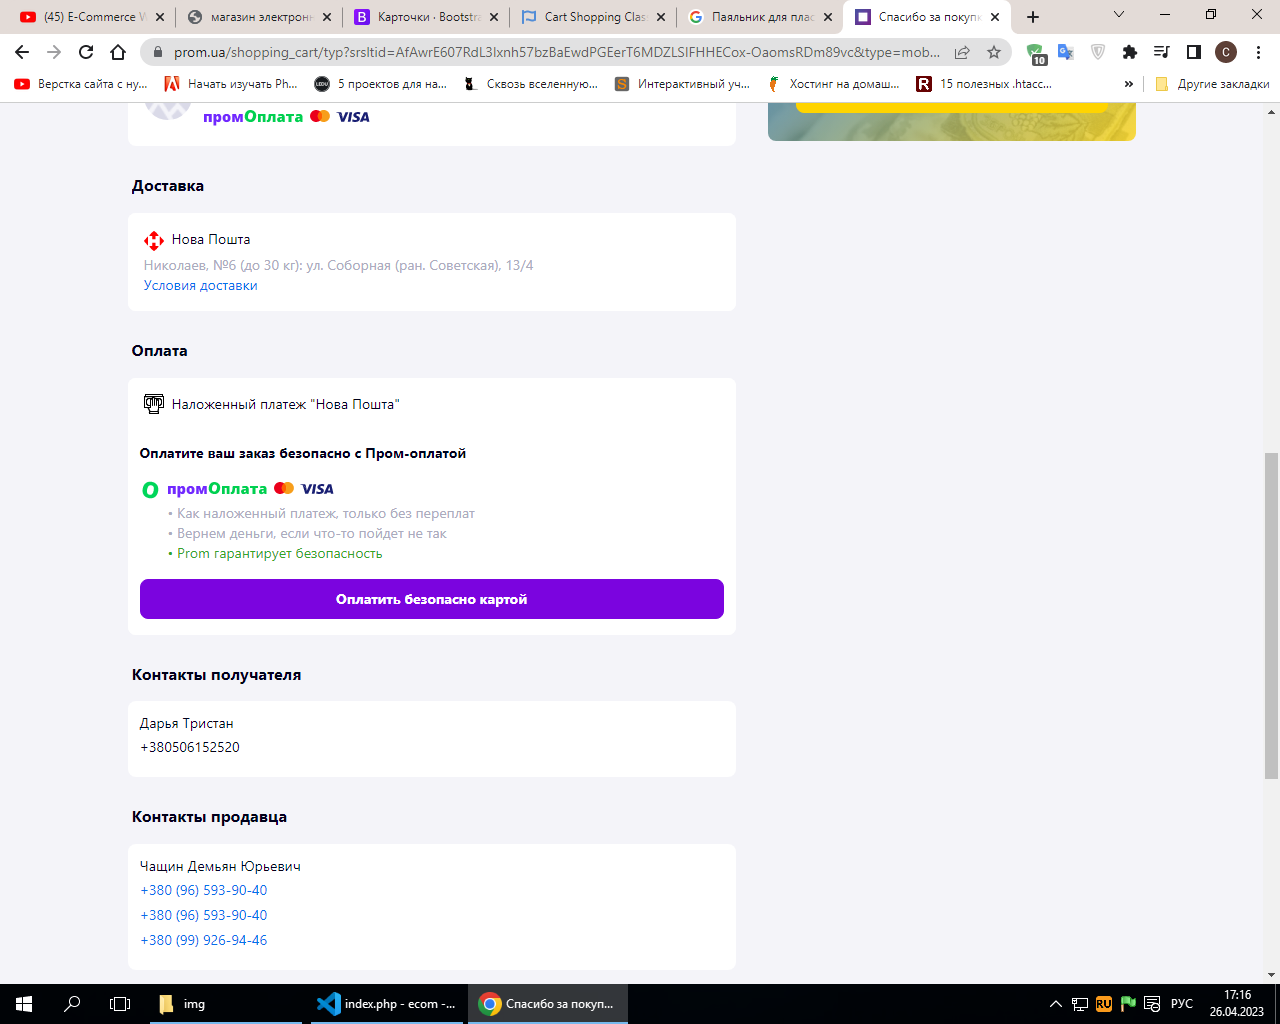 (45) E-Commerce W
магазин электронн
Карточки · Bootstra
Cart Shopping Clas
Паяльник для плас
Спасибо за покупк
prom.ua/shopping_cart/typ?srsltid=AfAwrE607RdL3lxnh57bzBaEwdPGEerT6MDZLSIFHHECox-OaomsRDm89vc&type=mob...
10
C
Верстка сайта с ну...
Начать изучать Ph...
5 проектов для на...
Сквозь вселенную...
Интерактивный уч...
Хостинг на домаш...
15 полезных .htacc...
»
Другие закладки
промОплата VISA
Доставка
Нова Пошта
Николаев, №6 (до 30 кг): ул. Соборная (ран. Советская), 13/4
Условия доставки
Оплата
Наложенный платеж "Нова Пошта"
Оплатите ваш заказ безопасно с Пром-оплатой
промОплата VISA
• Как наложенный платеж, только без переплат
• Вернем деньги, если что-то пойдет не так
• Prom гарантирует безопасность
Оплатить безопасно картой
Контакты получателя
Дарья Тристан
+380506152520
Контакты продавца
Чащин Демьян Юрьевич
+380 (96) 593-90-40
+380 (96) 593-90-40
+380 (99) 926-94-46
img
index.php - ecom -...
Спасибо за покуп...
RU
РУС
17:16
26.04.2023